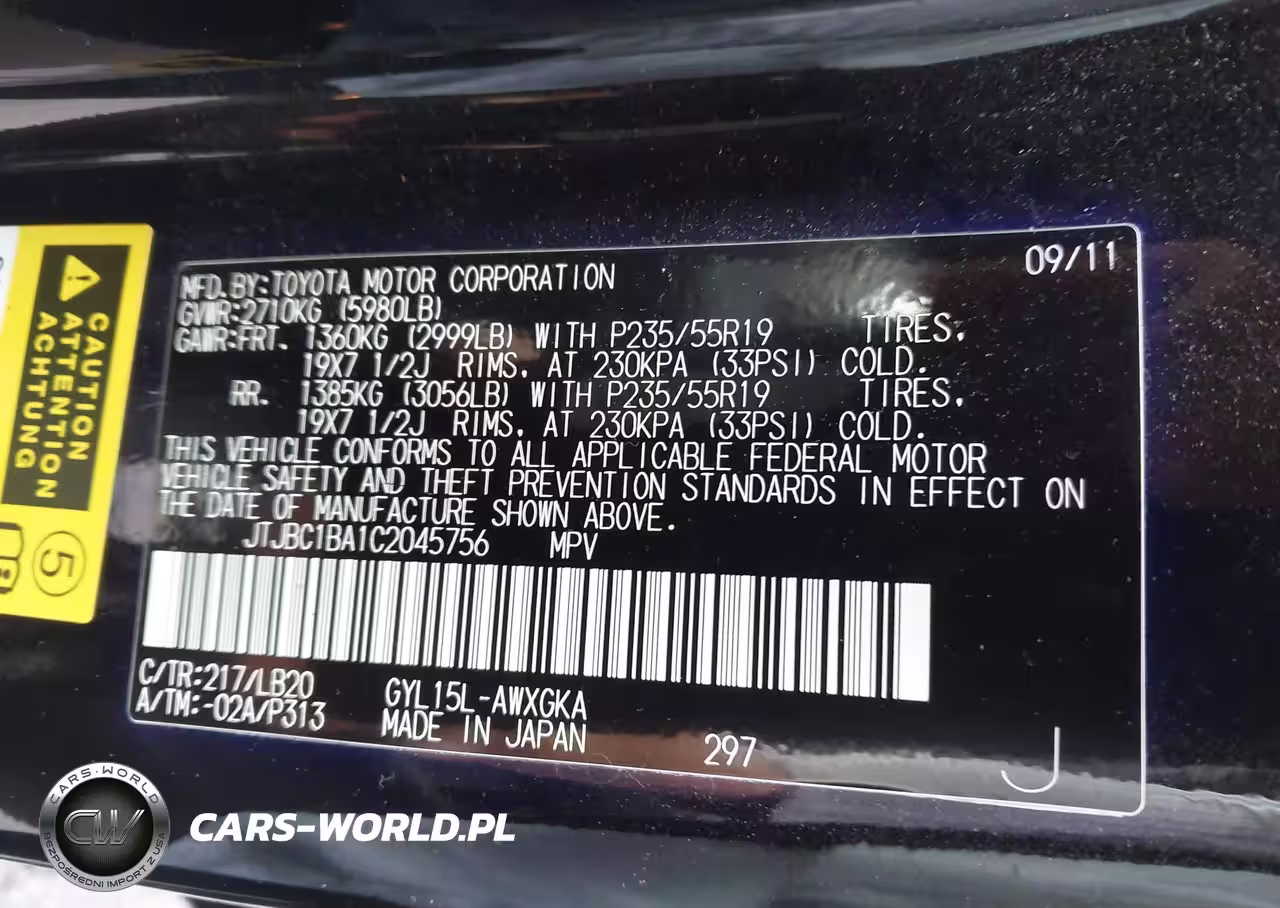 09/11
MFD. BY:TOYOTA MOTOR CORPORATION
GVWR:2710KG (5980LB)
GAWR:FRT. 1360KG (2999LB) WITH P235/55R19 TIRES,
19X7 1/2J RIMS, AT 230KPA (33PSI) COLD.
RR. 1385KG (3056LB) WITH P235/55R19 TIRES,
19X7 1/2J RIMS, AT 230KPA (33PSI) COLD.
THIS VEHICLE CONFORMS TO ALL APPLICABLE FEDERAL MOTOR
VEHICLE SAFETY AND THEFT PREVENTION STANDARDS IN EFFECT ON
THE DATE OF MANUFACTURE SHOWN ABOVE.
JTJBC1BA1C2045756 MPV
C/TR:217/LB20
A/TM:-02A/P313
GYL15L-AWXGKA
MADE IN JAPAN
297
J
CAUTION
ATTENTION
ACHTUNG
5
CARS-WORLD
CW
BEZPOŚREDNI IMPORT Z USA
CARS-WORLD.PL